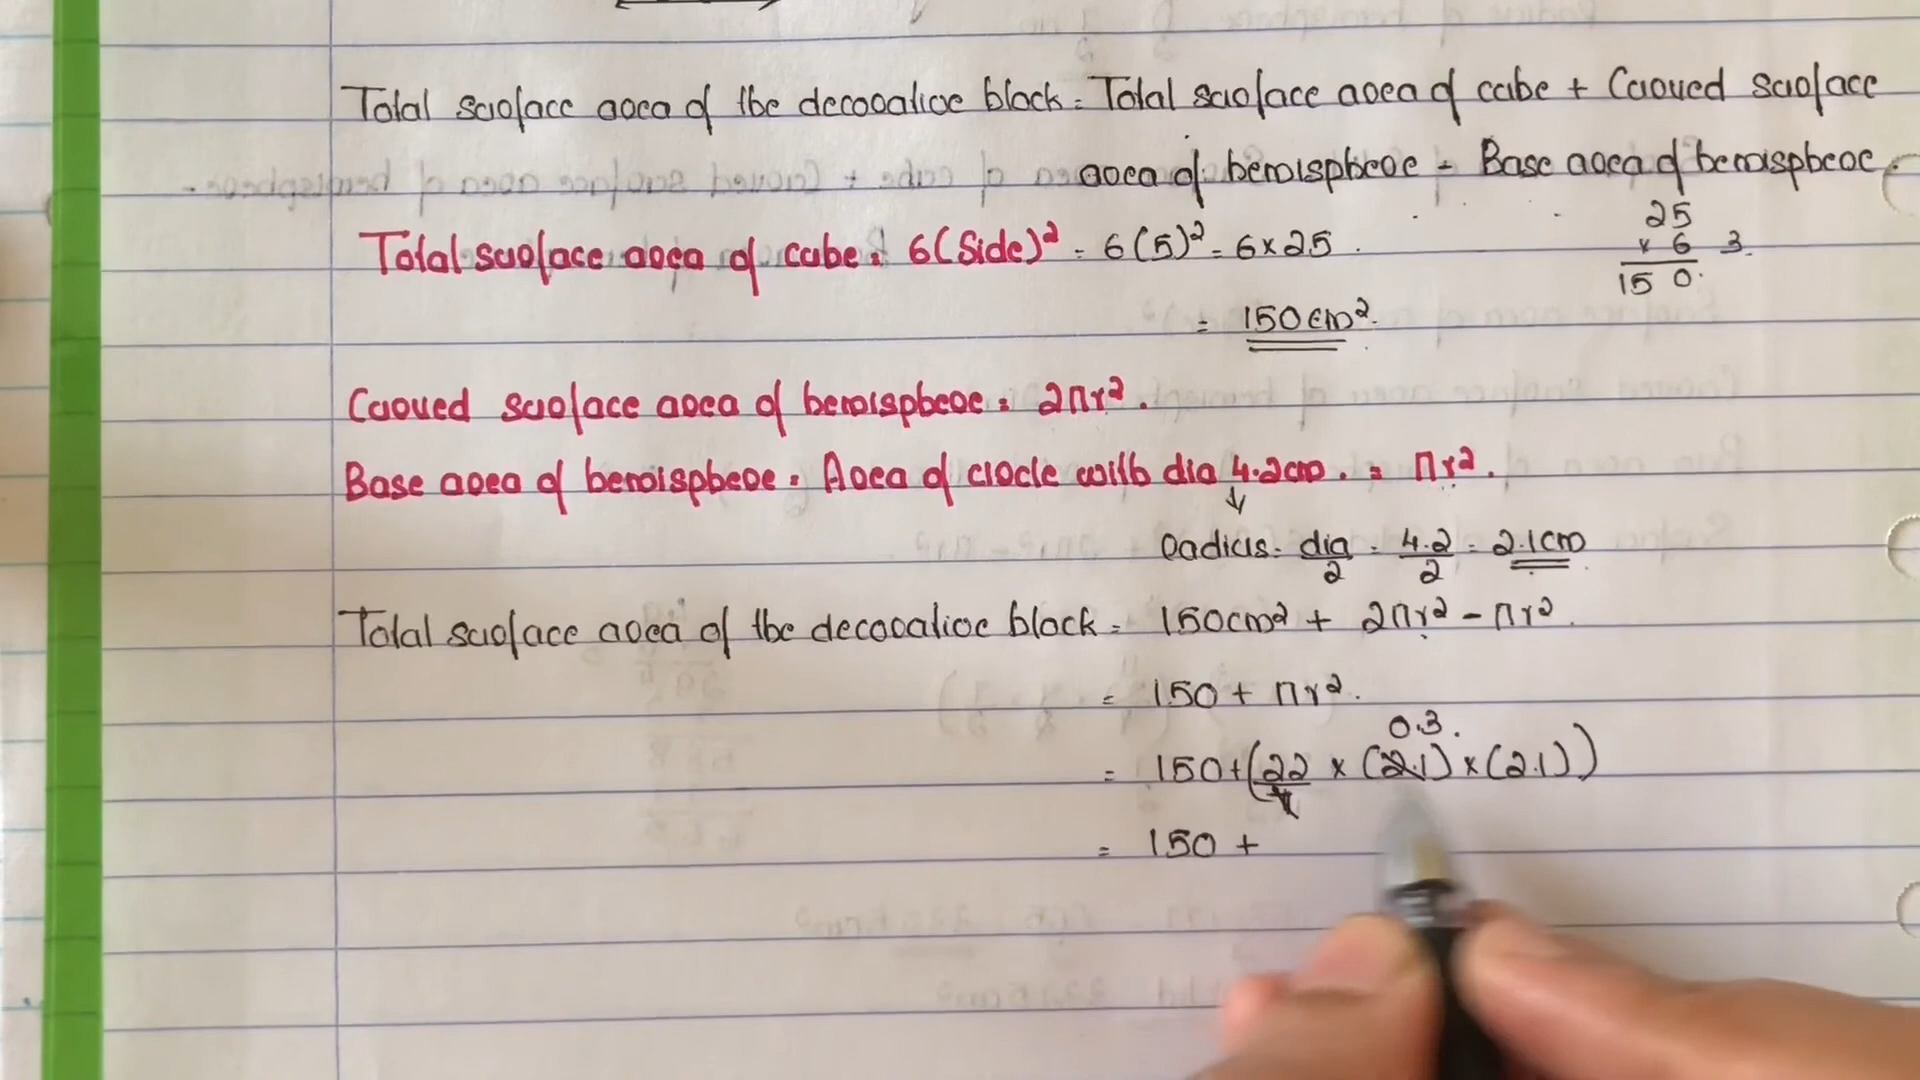 Total surface area of the decorative block = Total surface area of cube + Curved surface
area of hemisphere - Base area of hemisphere.
Total surface area of cube = 6(Side)² = 6(5)² = 6×25
= 150cm².
25
× 6 3
150
Curved surface area of hemisphere = 2πr².
Base area of hemisphere = Area of circle with dia 4.2cm. = πr².
Radius = dia/2 = 4.2/2 = 2.1cm
Total surface area of the decorative block = 150cm² + 2πr² - πr².
= 150 + πr².
0.3
= 150+(22/7 × (2.1)×(2.1))
= 150 +